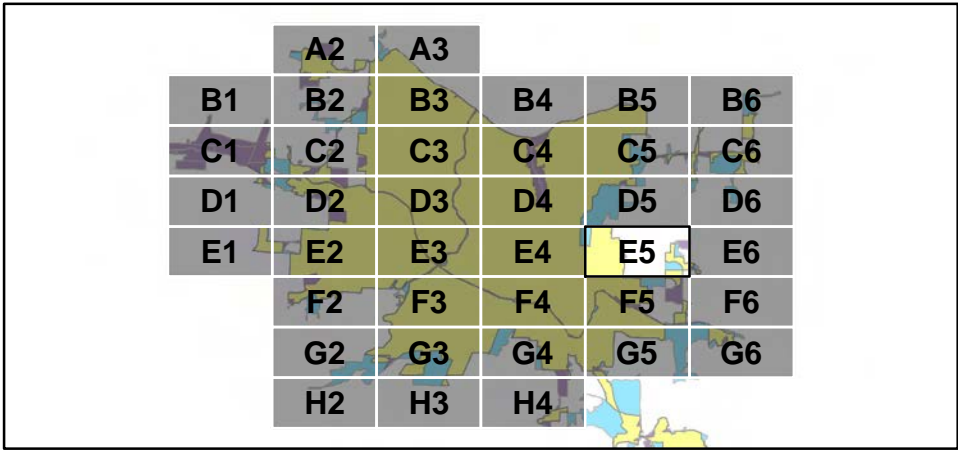 A2 A3
B1 B2 B3 B4 B5 B6
C1 C2 C3 C4 C5 C6
D1 D2 D3 D4 D5 D6
E1 E2 E3 E4 E5 E6
F2 F3 F4 F5 F6
G2 G3 G4 G5 G6
H2 H3 H4